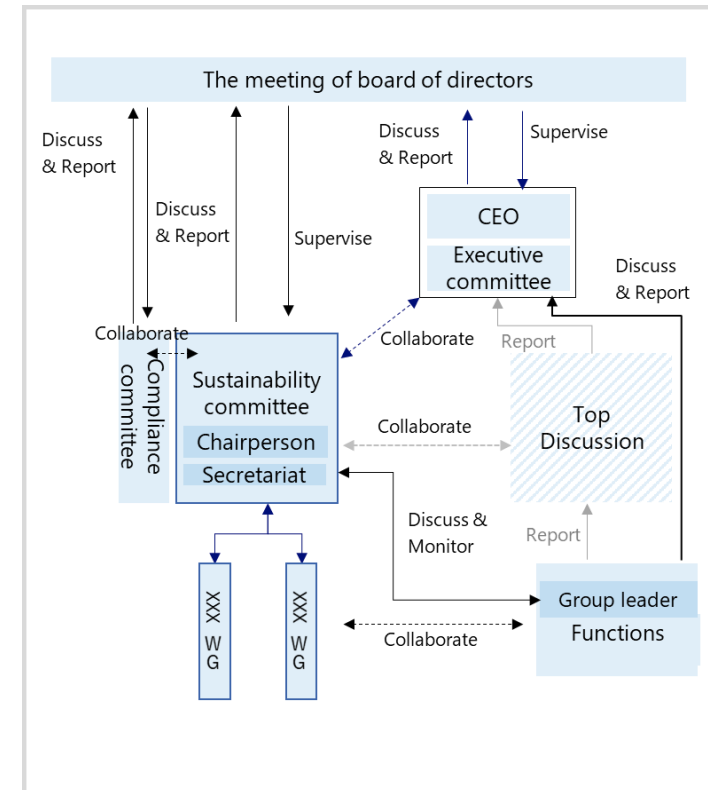 The meeting of board of directors
Discuss
& Report
Discuss
& Report
Supervise
Discuss
& Report
Supervise
CEO
Executive
committee
Discuss
& Report
Collaborate
Compliance
committee
Sustainability
committee
Chairperson
Secretariat
Collaborate
Report
Collaborate
Top
Discussion
Discuss &
Monitor
Report
XXX WG
XXX WG
Collaborate
Group leader
Functions